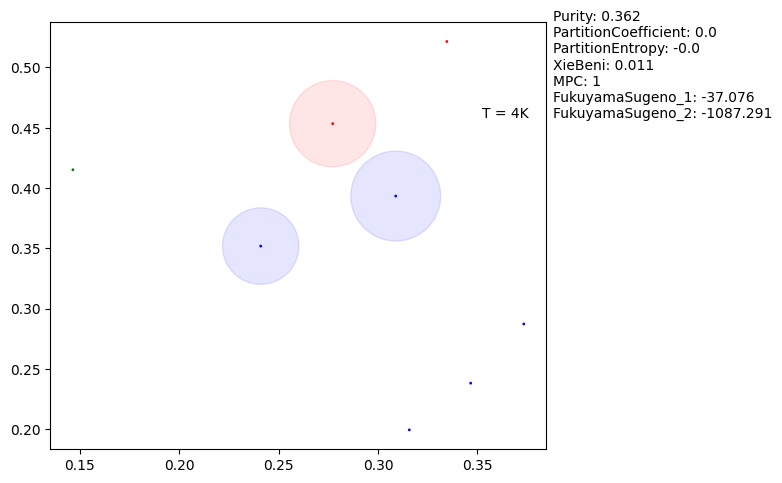 Purity: 0.362
PartitionCoefficient: 0.0
PartitionEntropy: -0.0
XieBeni: 0.011
MPC: 1
FukuyamaSugeno_1: -37.076
FukuyamaSugeno_2: -1087.291
T = 4K
0.50
0.45
0.40
0.35
0.30
0.25
0.20
0.15 0.20 0.25 0.30 0.35